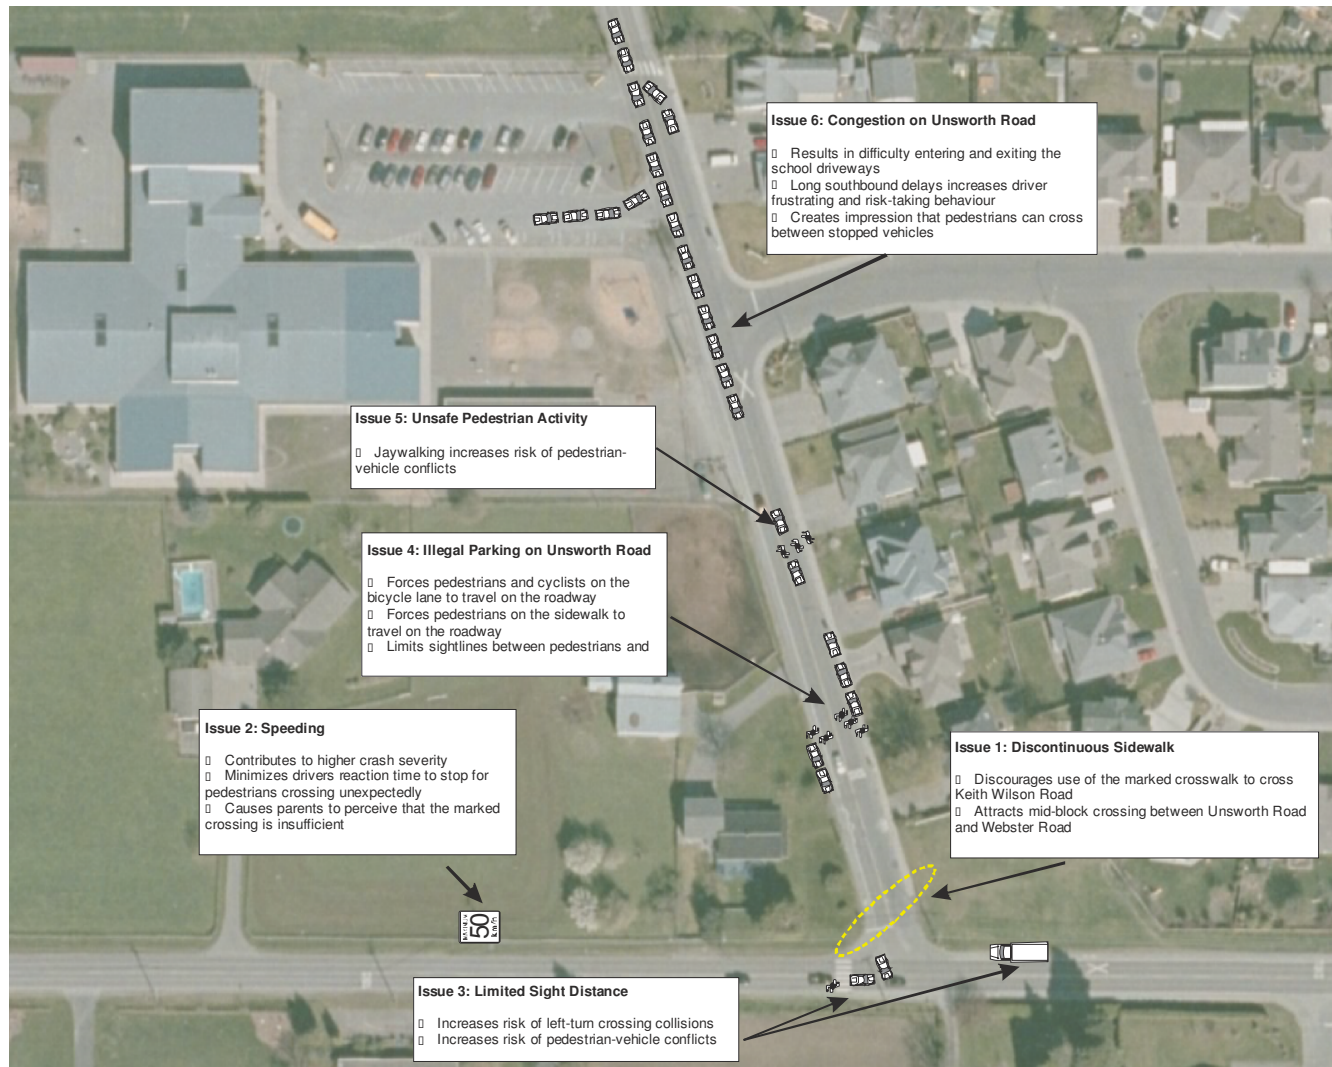 Issue 6: Congestion on Unsworth Road
▯ Results in difficulty entering and exiting the
school driveways
▯ Long southbound delays increases driver
frustrating and risk-taking behaviour
▯ Creates impression that pedestrians can cross
between stopped vehicles
Issue 5: Unsafe Pedestrian Activity
▯ Jaywalking increases risk of pedestrian-
vehicle conflicts
Issue 4: Illegal Parking on Unsworth Road
▯ Forces pedestrians and cyclists on the
bicycle lane to travel on the roadway
▯ Forces pedestrians on the sidewalk to
travel on the roadway
▯ Limits sightlines between pedestrians and
Issue 2: Speeding
▯ Contributes to higher crash severity
▯ Minimizes drivers reaction time to stop for
pedestrians crossing unexpectedly
▯ Causes parents to perceive that the marked
crossing is insufficient
Issue 1: Discontinuous Sidewalk
▯ Discourages use of the marked crosswalk to cross
Keith Wilson Road
▯ Attracts mid-block crossing between Unsworth Road
and Webster Road
MAXIMUM
50
km/h
Issue 3: Limited Sight Distance
▯ Increases risk of left-turn crossing collisions
▯ Increases risk of pedestrian-vehicle conflicts